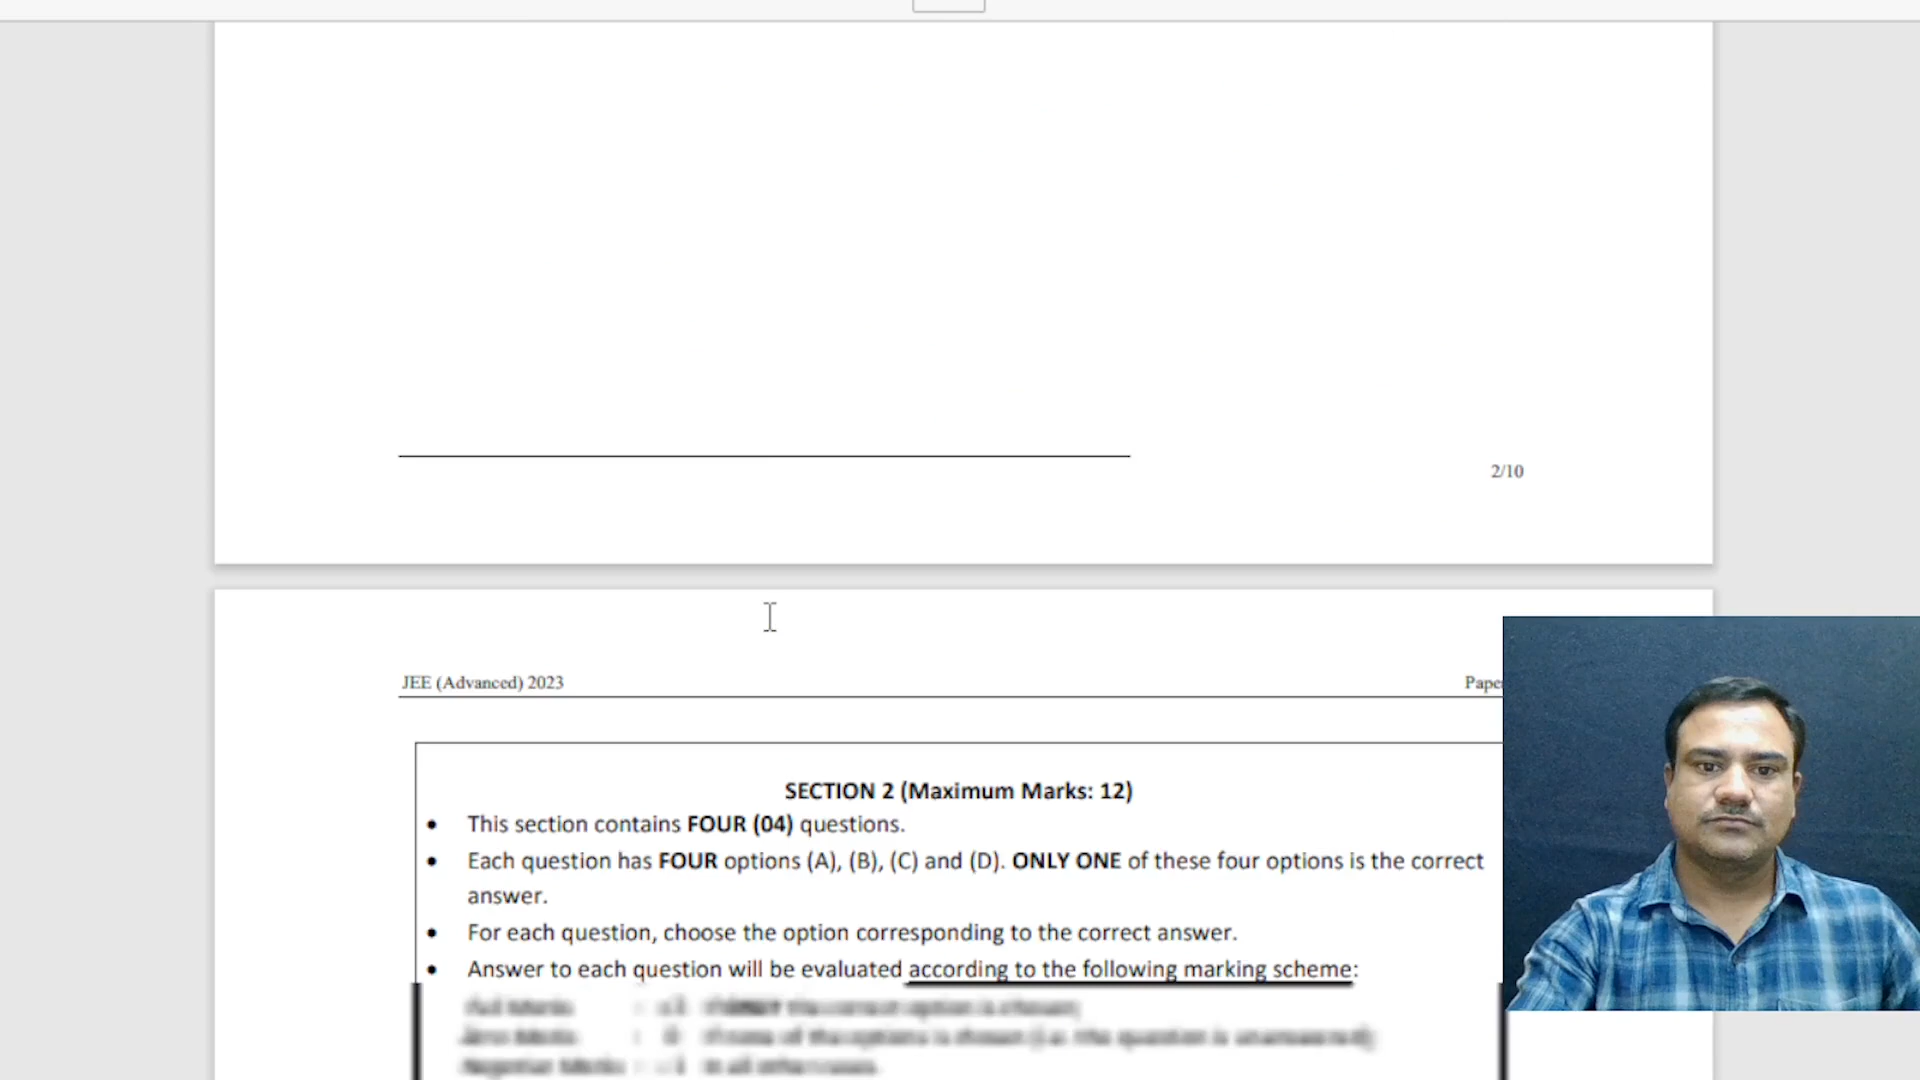 2/10
JEE (Advanced) 2023
SECTION 2 (Maximum Marks: 12)
• This section contains FOUR (04) questions.
• Each question has FOUR options (A), (B), (C) and (D). ONLY ONE of these four options is the correct
answer.
• For each question, choose the option corresponding to the correct answer.
• Answer to each question will be evaluated according to the following marking scheme: